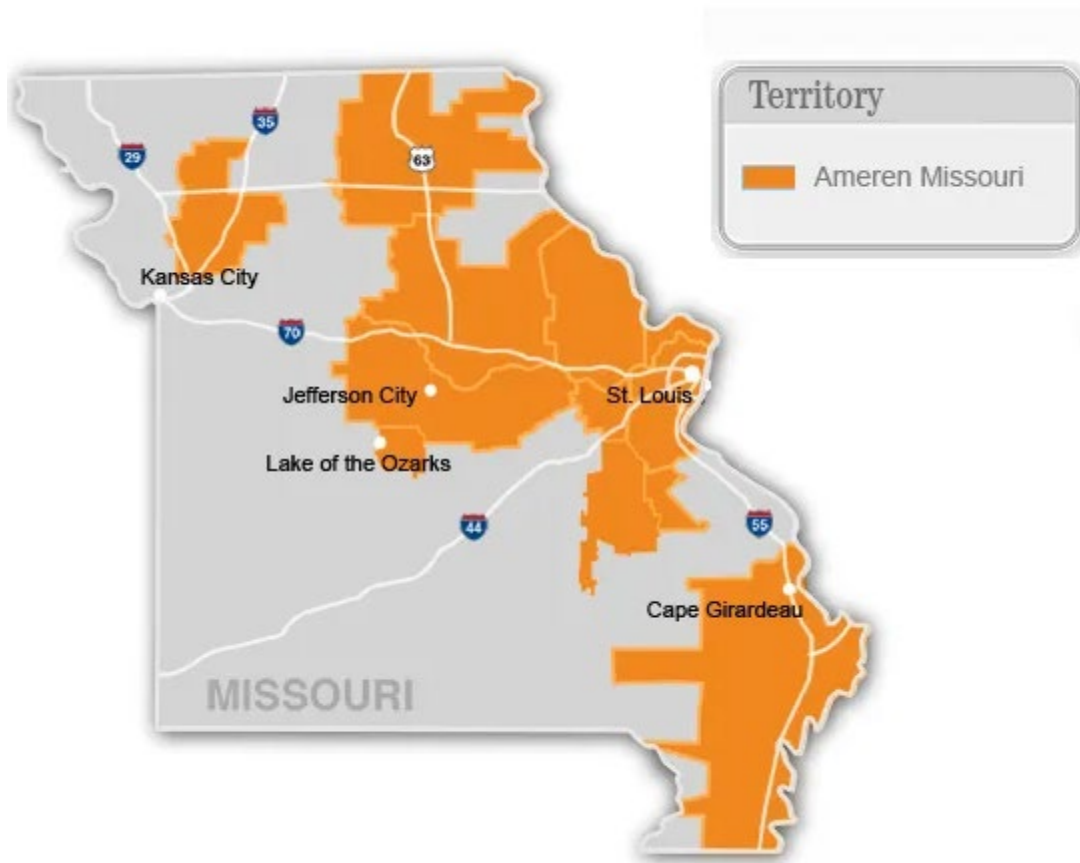 Territory
Ameren Missouri
35
29
63
Kansas City
70
Jefferson City
St. Louis
Lake of the Ozarks
44
55
Cape Girardeau
MISSOURI